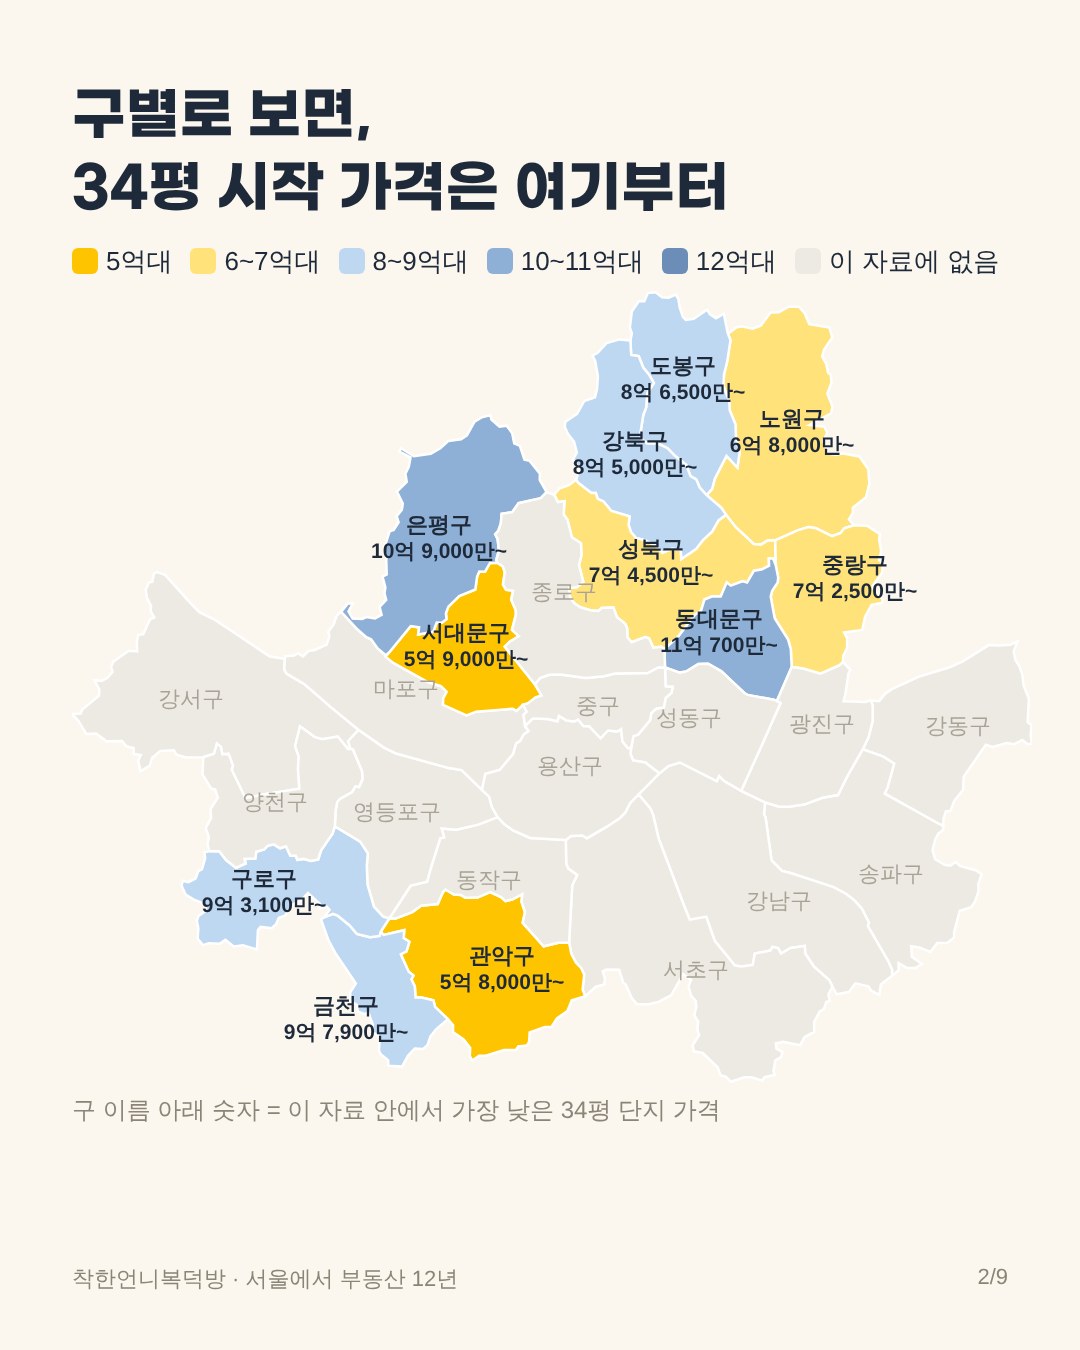 구별로 보면,
34평 시작 가격은 여기부터
5억대 6~7억대 8~9억대 10~11억대 12억대 이 자료에 없음
도봉구
8억 6,500만~
노원구
6억 8,000만~
강북구
8억 5,000만~
은평구
10억 9,000만~
성북구
7억 4,500만~
중랑구
7억 2,500만~
종로구
동대문구
11억 700만~
서대문구
5억 9,000만~
마포구
강서구
중구
성동구
광진구
강동구
용산구
양천구
영등포구
구로구
9억 3,100만~
동작구
송파구
강남구
관악구
5억 8,000만~
서초구
금천구
9억 7,900만~
구 이름 아래 숫자 = 이 자료 안에서 가장 낮은 34평 단지 가격
착한언니복덕방 · 서울에서 부동산 12년
2/9